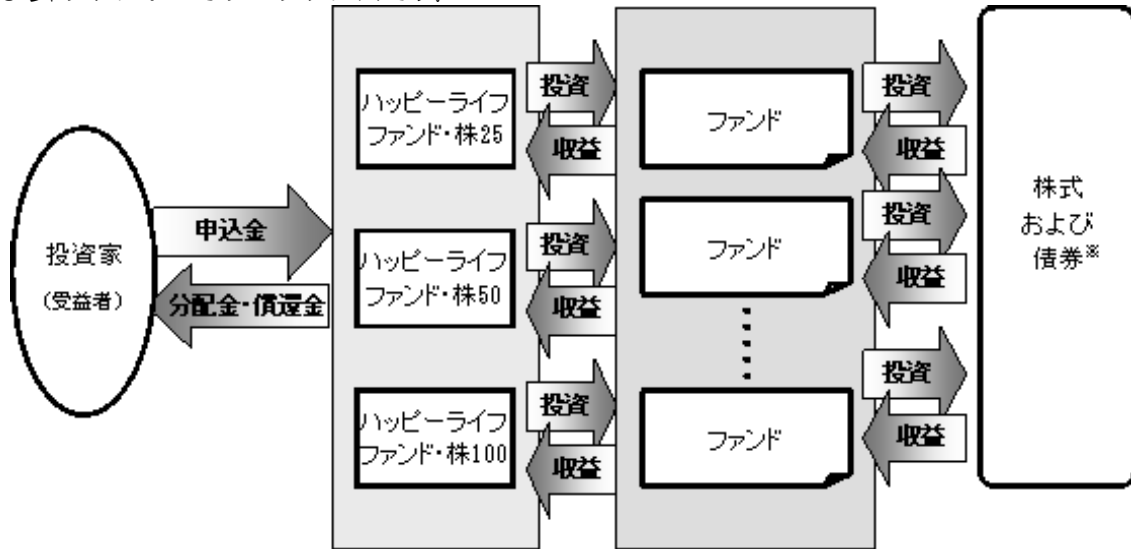 投資家
(受益者)
申込金
分配金・償還金
ハッピーライフ
ファンド・株25
ハッピーライフ
ファンド・株50
ハッピーライフ
ファンド・株100
投資
収益
投資
収益
投資
収益
ファンド
ファンド
ファンド
投資
収益
投資
収益
投資
収益
株式
および
債券※